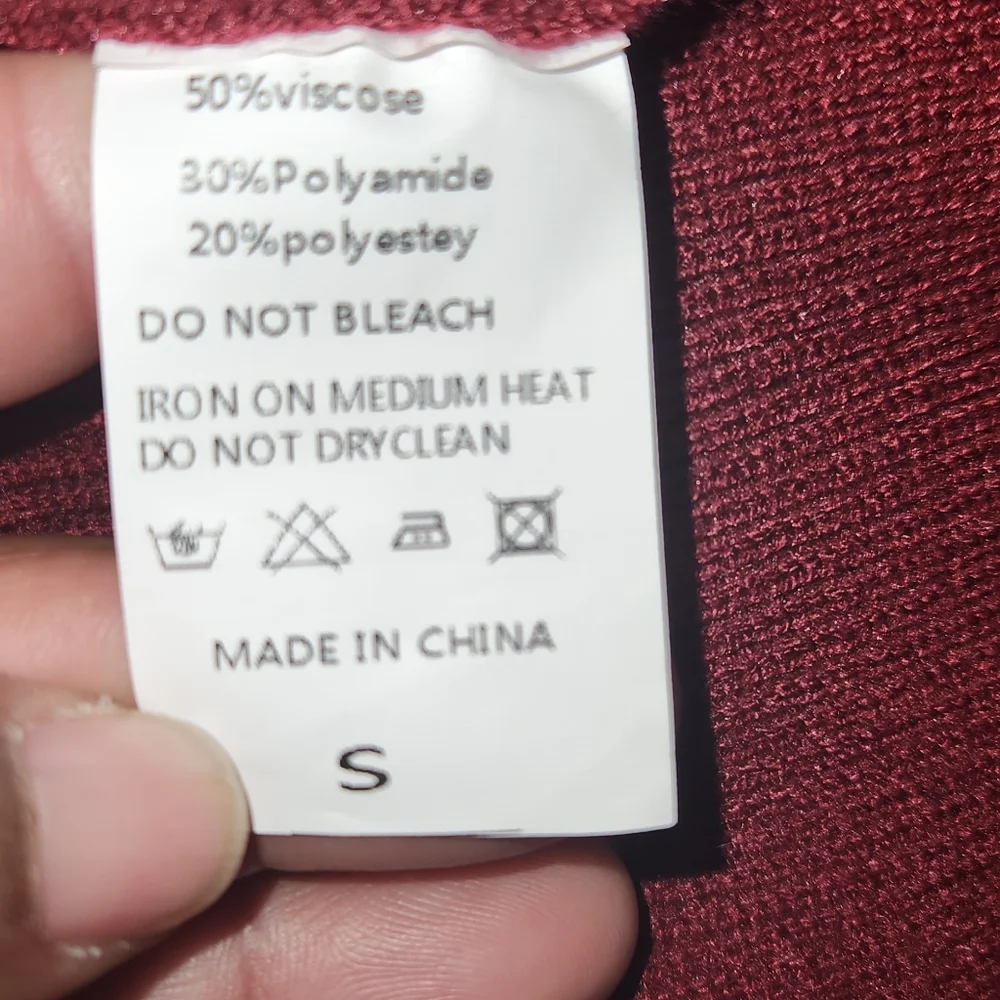 50%viscose
30%Polyamide
20%polyestey
DO NOT BLEACH
IRON ON MEDIUM HEAT
DO NOT DRYCLEAN
MADE IN CHINA
S